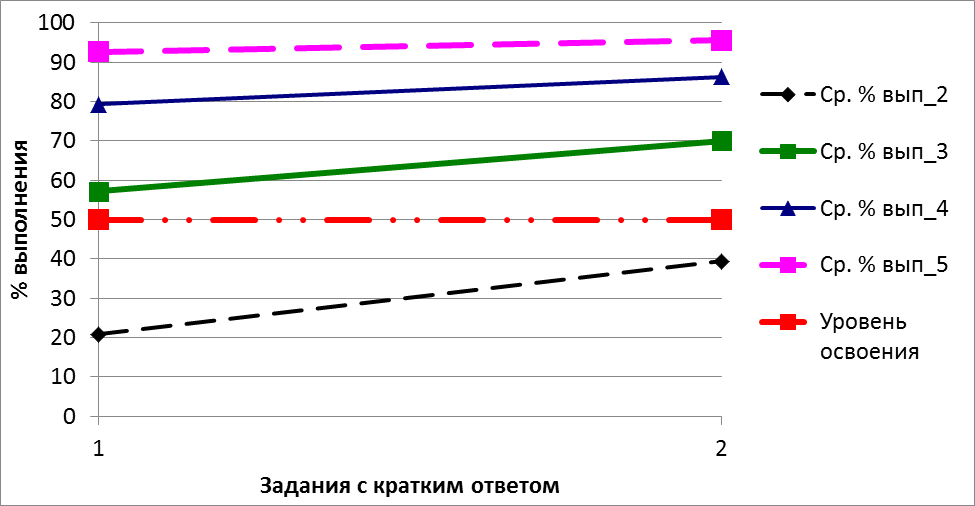 100
90
80
70
60
50
40
30
20
10
0
% выполнения
1
2
Задания с кратким ответом
Ср. % вып_2
Ср. % вып_3
Ср. % вып_4
Ср. % вып_5
Уровень
освоения